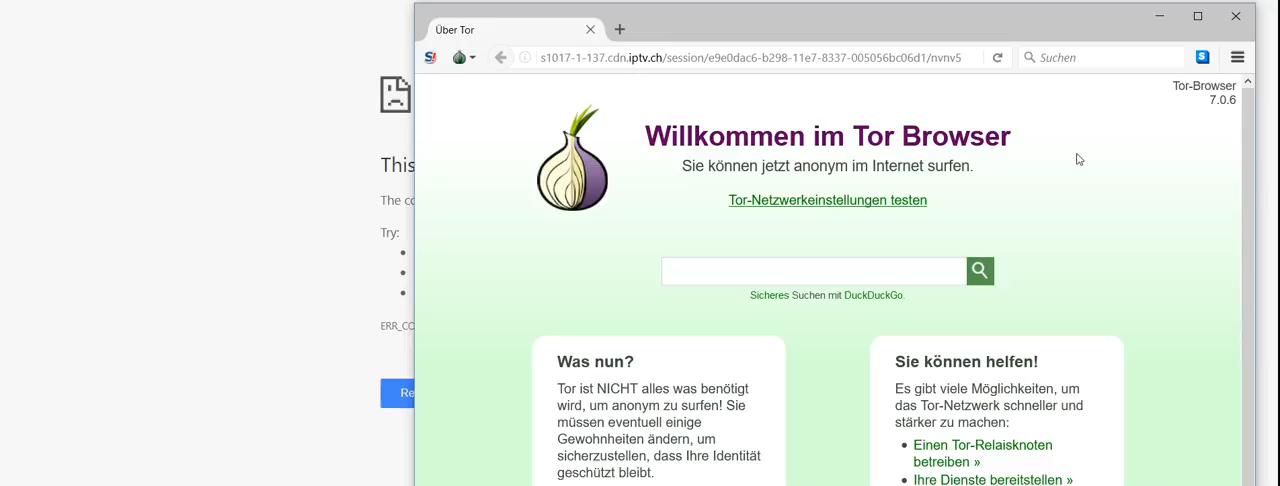 Über Tor
s1017-1-137.cdn.iptv.ch/session/e9e0dac6-b298-11e7-8337-005056bc06d1/nvnv5
Suchen
Tor-Browser
7.0.6
Willkommen im Tor Browser
Sie können jetzt anonym im Internet surfen.
Tor-Netzwerkeinstellungen testen
Sicheres Suchen mit DuckDuckGo.
This
The co
Try:
ERR_CO
Re
Was nun?
Tor ist NICHT alles was benötigt
wird, um anonym zu surfen! Sie
müssen eventuell einige
Gewohnheiten ändern, um
sicherzustellen, dass Ihre Identität
geschützt bleibt.
Sie können helfen!
Es gibt viele Möglichkeiten, um
das Tor-Netzwerk schneller und
stärker zu machen:
Einen Tor-Relaisknoten
betreiben »
Ihre Dienste bereitstellen »